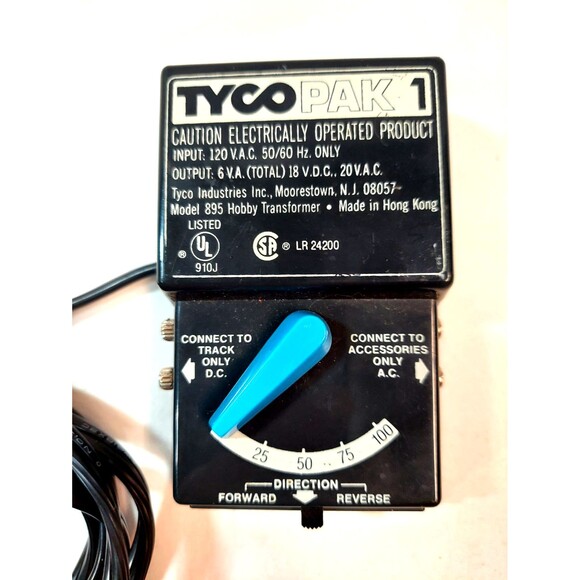 TYCO PAK 1
CAUTION ELECTRICALLY OPERATED PRODUCT
INPUT: 120 V.A.C. 50/60 Hz. ONLY
OUTPUT: 6 V.A. (TOTAL) 18 V.D.C., 20 V.A.C.
Tyco Industries Inc., Moorestown, N.J. 08057
Model 895 Hobby Transformer • Made in Hong Kong
LISTED
UL ®
910J
SA ® LR 24200
CONNECT TO
TRACK
ONLY
D.C.
CONNECT TO
ACCESSORIES
ONLY
A.C.
25 50 75 100
DIRECTION
FORWARD REVERSE